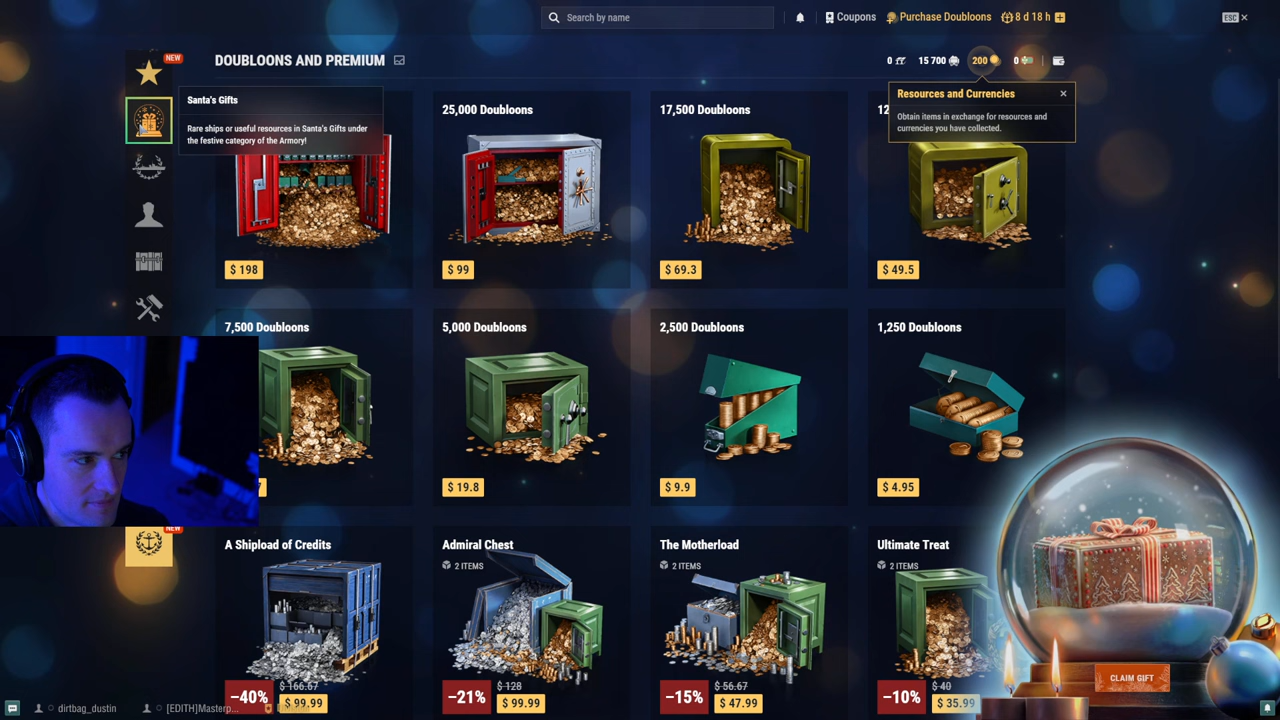 Search by name
Coupons
Purchase Doubloons
8 d 18 h
ESC
NEW
DOUBLOONS AND PREMIUM
0
15 700
200
0
Santa's Gifts
Rare ships or useful resources in Santa's Gifts under
the festive category of the Armory!
Resources and Currencies
Obtain items in exchange for resources and
currencies you have collected.
25,000 Doubloons
17,500 Doubloons
$ 198
$ 99
$ 69.3
$ 49.5
7,500 Doubloons
5,000 Doubloons
2,500 Doubloons
1,250 Doubloons
$ 19.8
$ 9.9
$ 4.95
NEW
A Shipload of Credits
Admiral Chest
2 ITEMS
The Motherload
2 ITEMS
Ultimate Treat
2 ITEMS
–40%
$ 166.67
$ 99.99
–21%
$ 128
$ 99.99
–15%
$ 56.67
$ 47.99
–10%
$ 40
$ 35.99
CLAIM GIFT
dirtbag_dustin
[EDITH]Masterp...